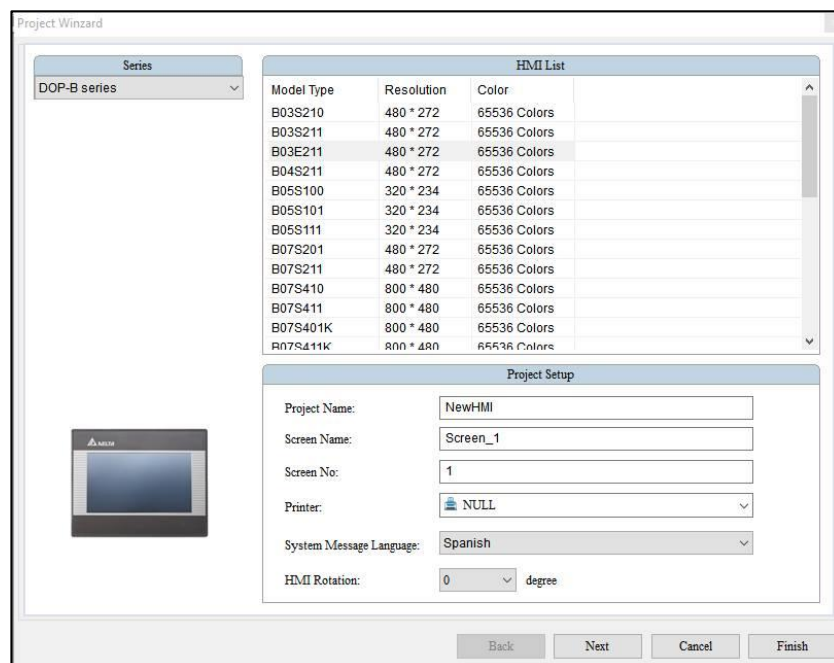 Project Winzard
Series
DOP-B series
HMI List
Model Type Resolution Color
B03S210 480 * 272 65536 Colors
B03S211 480 * 272 65536 Colors
B03E211 480 * 272 65536 Colors
B04S211 480 * 272 65536 Colors
B05S100 320 * 234 65536 Colors
B05S101 320 * 234 65536 Colors
B05S111 320 * 234 65536 Colors
B07S201 480 * 272 65536 Colors
B07S211 480 * 272 65536 Colors
B07S410 800 * 480 65536 Colors
B07S411 800 * 480 65536 Colors
B07S401K 800 * 480 65536 Colors
B07S411K 800 * 480 65536 Colors
Project Setup
Project Name: NewHMI
Screen Name: Screen_1
Screen No: 1
Printer: NULL
System Message Language: Spanish
HMI Rotation: 0 degree
Back Next Cancel Finish